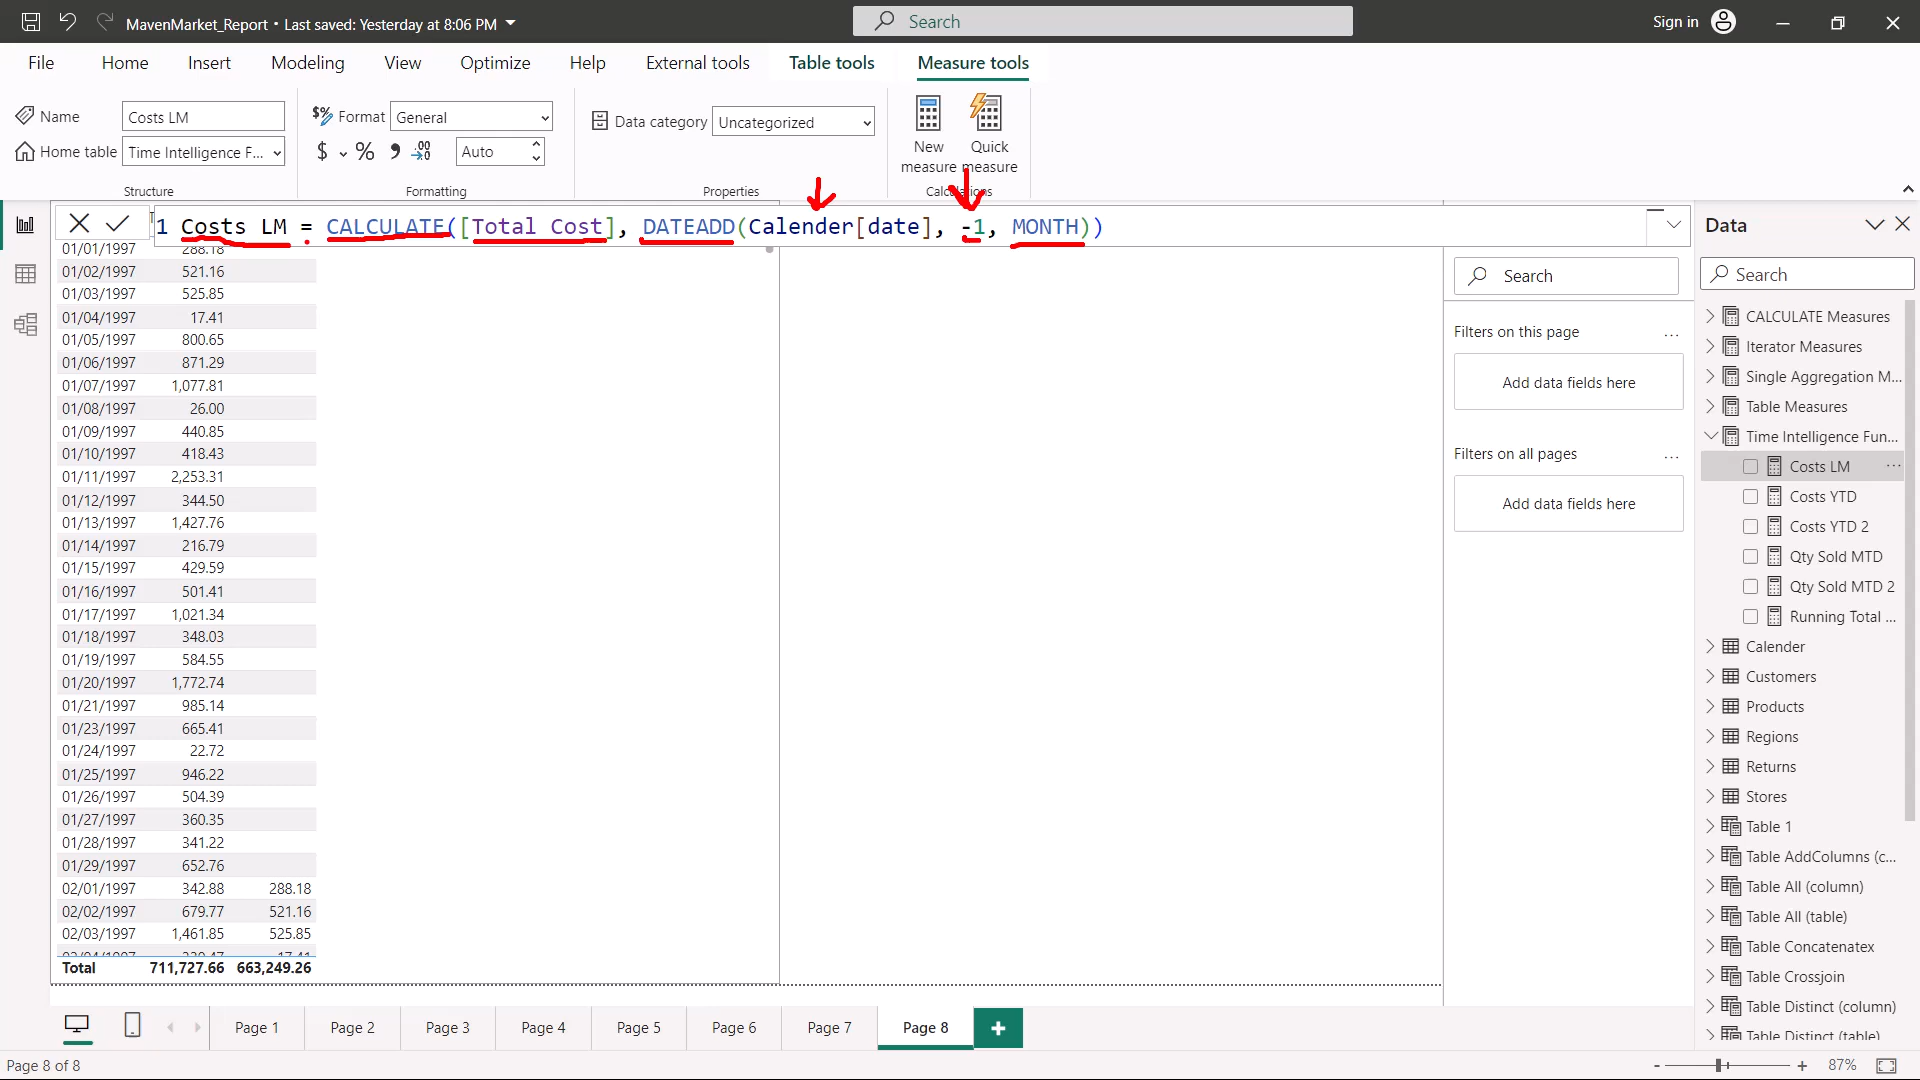 MavenMarket_Report • Last saved: Yesterday at 8:06 PM
Search
Sign in
File Home Insert Modeling View Optimize Help External tools Table tools Measure tools
Name Costs LM
Home table Time Intelligence F...
Structure
$% Format General
$ % , .00 Auto
Formatting
Data category Uncategorized
Properties
New measure
Quick measure
Calculations
1 Costs LM = CALCULATE([Total Cost], DATEADD(Calender[date], -1, MONTH))
01/01/1997 288.18
01/02/1997 521.16
01/03/1997 525.85
01/04/1997 17.41
01/05/1997 800.65
01/06/1997 871.29
01/07/1997 1,077.81
01/08/1997 26.00
01/09/1997 440.85
01/10/1997 418.43
01/11/1997 2,253.31
01/12/1997 344.50
01/13/1997 1,427.76
01/14/1997 216.79
01/15/1997 429.59
01/16/1997 501.41
01/17/1997 1,021.34
01/18/1997 348.03
01/19/1997 584.55
01/20/1997 1,772.74
01/21/1997 985.14
01/23/1997 665.41
01/24/1997 22.72
01/25/1997 946.22
01/26/1997 504.39
01/27/1997 360.35
01/28/1997 341.22
01/29/1997 652.76
02/01/1997 342.88 288.18
02/02/1997 679.77 521.16
02/03/1997 1,461.85 525.85
Total 711,727.66 663,249.26
Search
Filters on this page ...
Add data fields here
Filters on all pages ...
Add data fields here
Data
Search
CALCULATE Measures
Iterator Measures
Single Aggregation M...
Table Measures
Time Intelligence Fun...
Costs LM ...
Costs YTD
Costs YTD 2
Qty Sold MTD
Qty Sold MTD 2
Running Total ...
Calender
Customers
Products
Regions
Returns
Stores
Table 1
Table AddColumns (c...
Table All (column)
Table All (table)
Table Concatenatex
Table Crossjoin
Table Distinct (column)
Table Distinct (table)
Page 1 Page 2 Page 3 Page 4 Page 5 Page 6 Page 7 Page 8 +
Page 8 of 8
- + 87%